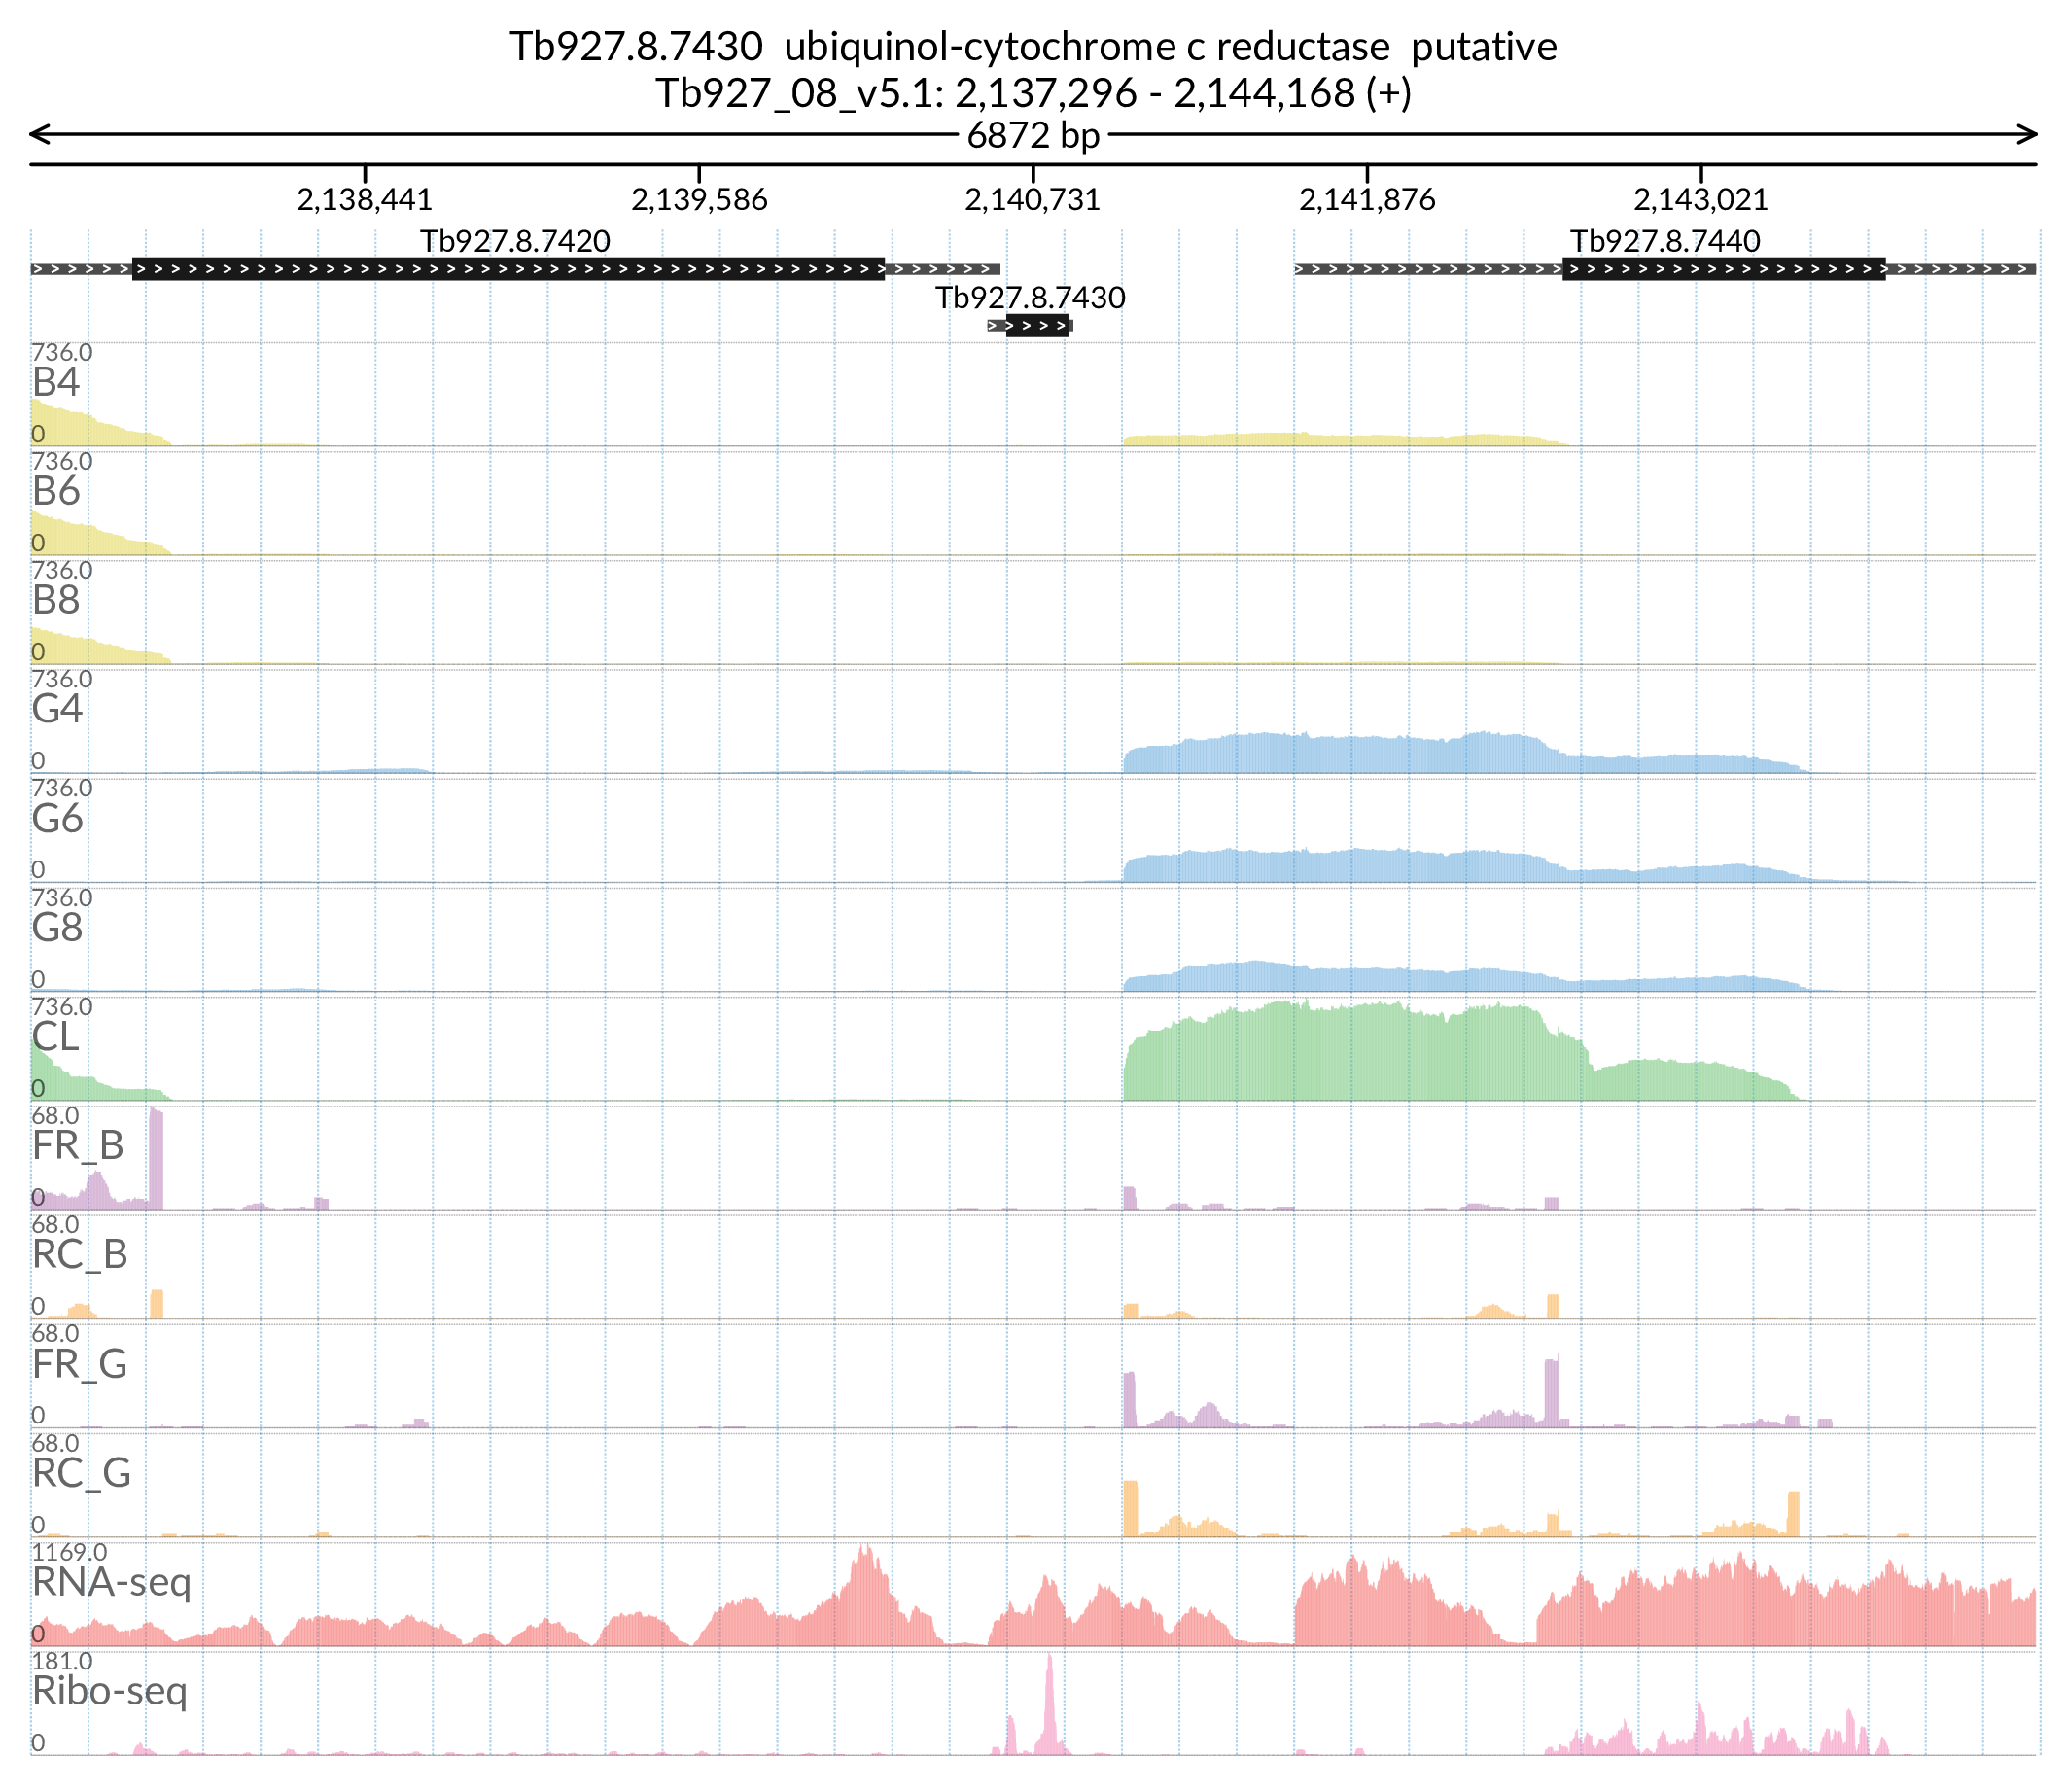 Tb927.8.7430  ubiquinol-cytochrome c reductase  putative
Tb927_08_v5.1: 2,137,296 - 2,144,168 (+)
6872 bp
2,138,441 2,139,586 2,140,731 2,141,876 2,143,021
Tb927.8.7420 Tb927.8.7440
Tb927.8.7430
736.0
B4
0
736.0
B6
0
736.0
B8
0
736.0
G4
0
736.0
G6
0
736.0
G8
0
736.0
CL
0
68.0
FR_B
0
68.0
RC_B
0
68.0
FR_G
0
68.0
RC_G
0
1169.0
RNA-seq
0
181.0
Ribo-seq
0